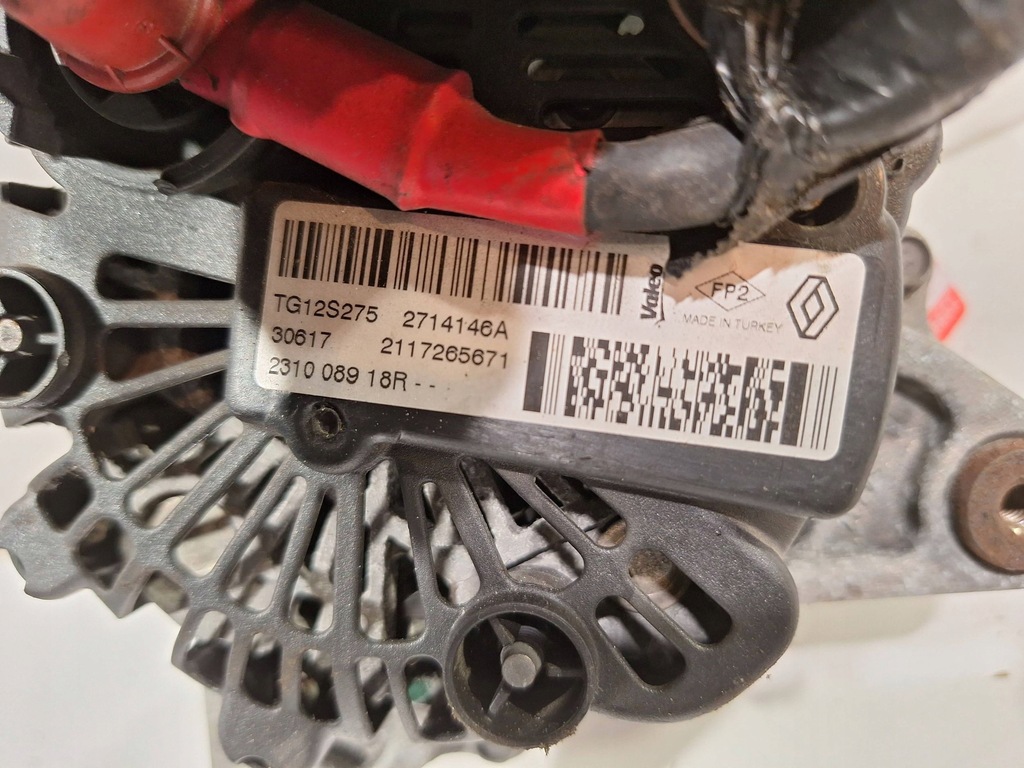 TG12S275 2714146A
30617 2117265671
2310 089 18R - -
Valeo
FP2
MADE IN TURKEY